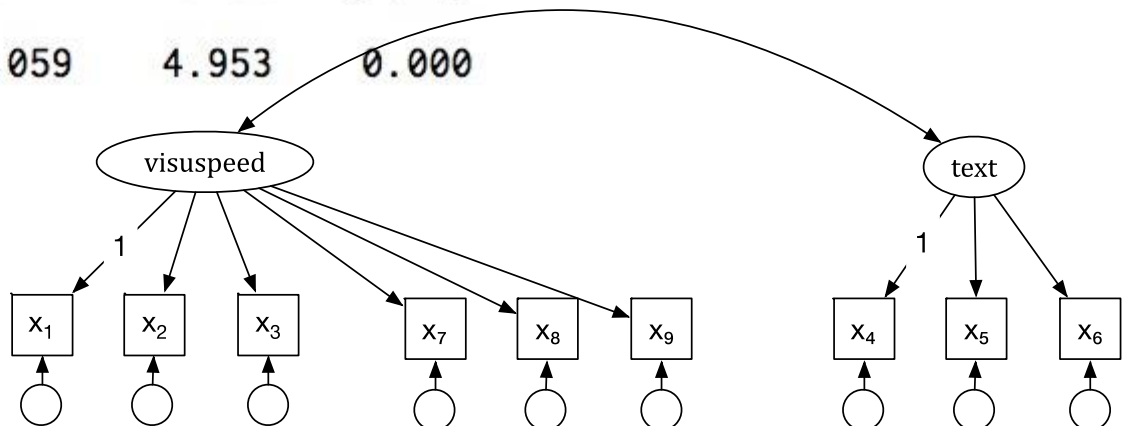 059 4.953 0.000
visuspeed text
1 1
x₁ x₂ x₃ x₇ x₈ x₉ x₄ x₅ x₆